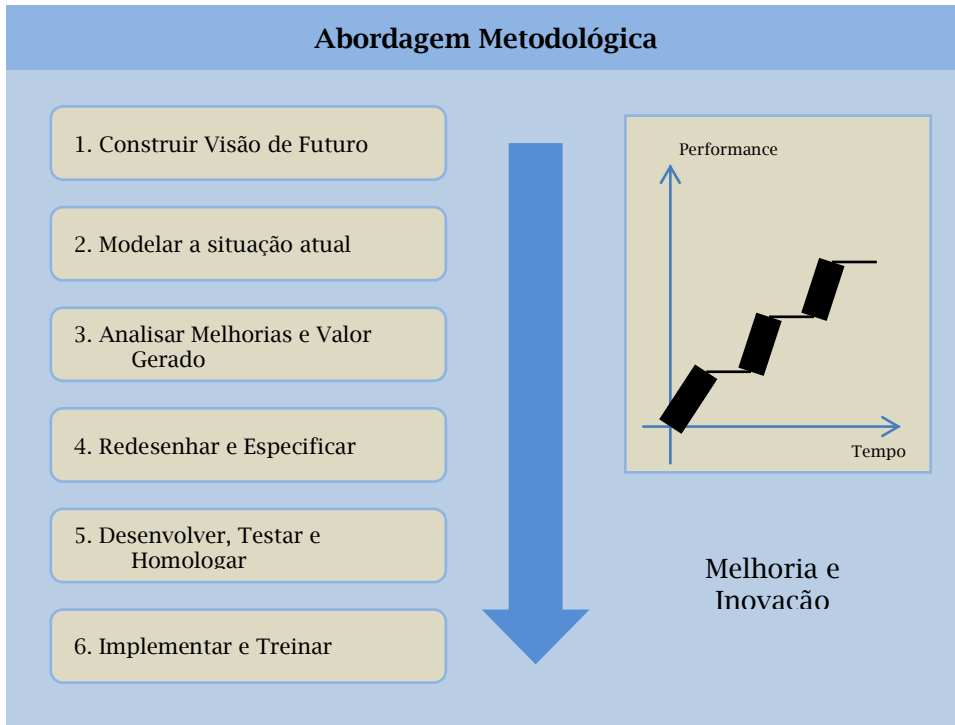 Abordagem Metodológica
1. Construir Visão de Futuro
2. Modelar a situação atual
3. Analisar Melhorias e Valor
Gerado
4. Redesenhar e Especificar
5. Desenvolver, Testar e
Homologar
6. Implementar e Treinar
Performance
Tempo
Melhoria e
Inovação